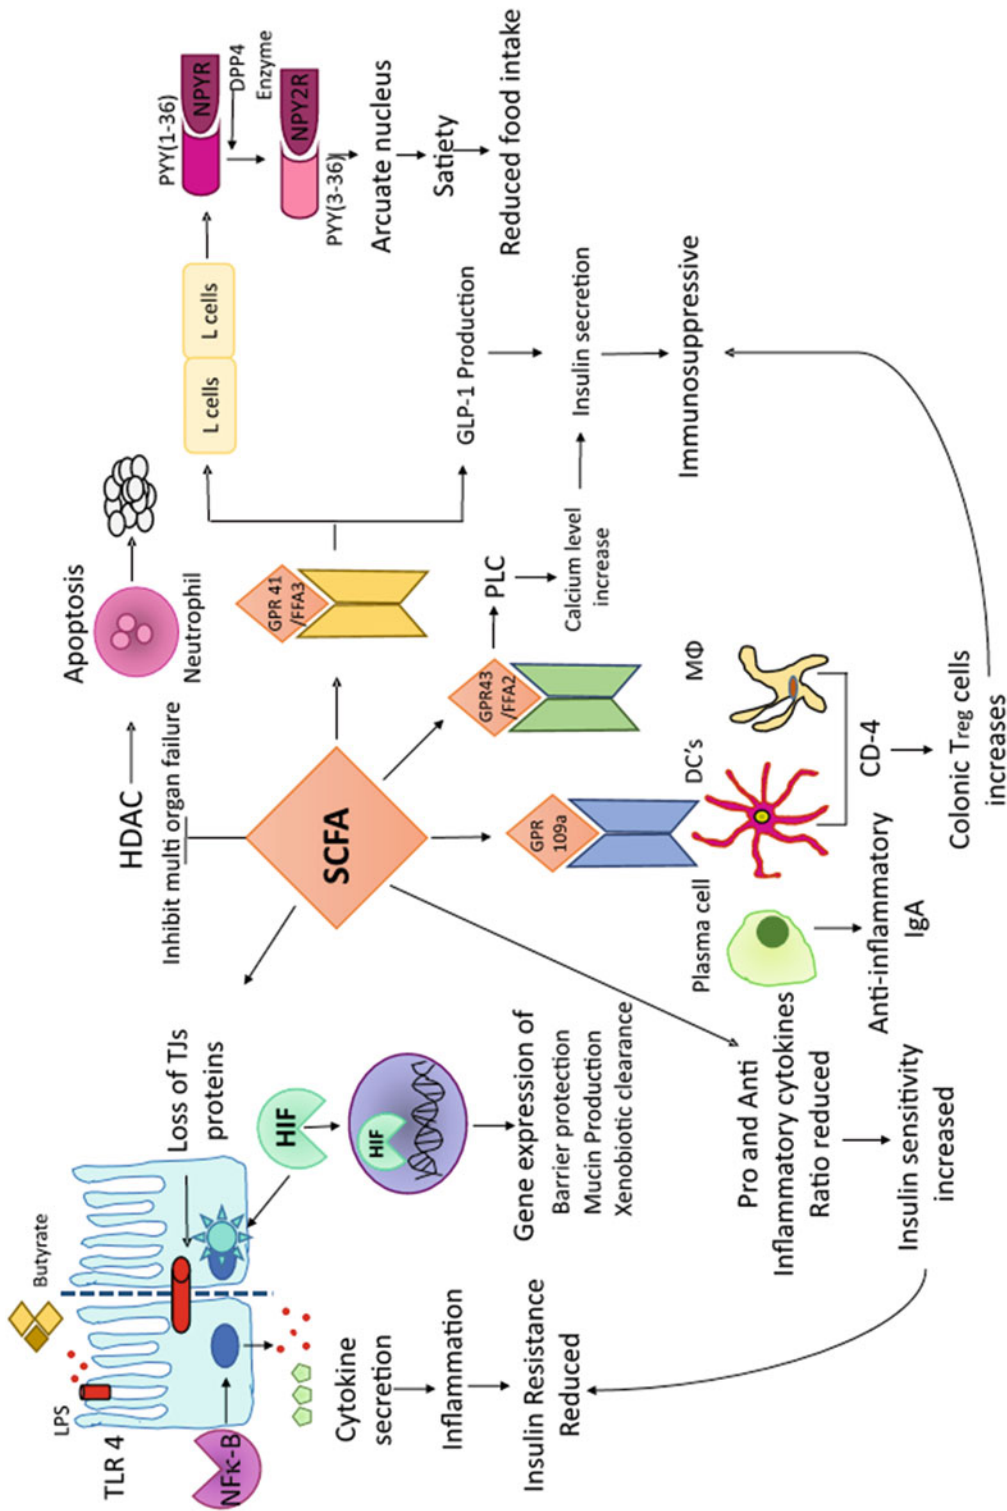 Butyrate
LPS
TLR 4
NFκ-B
Loss of TJs
proteins
HIF
HIF
Cytokine
secretion
Inflammation
Insulin Resistance
Reduced
Gene expression of
Barrier protection
Mucin Production
Xenobiotic clearance
HDAC
Inhibit multi organ failure
Apoptosis
Neutrophil
SCFA
GPR 41
/FFA3
L cells
L cells
PYY(1-36)
NPYR
DPP4
Enzyme
NPY2R
PYY(3-36)
Arcuate nucleus
Satiety
Reduced food intake
GLP-1 Production
Insulin secretion
Immunosuppressive
GPR43
/FFA2
PLC
Calcium level
increase
GPR
109a
Plasma cell
DC's
MΦ
CD-4
Colonic Treg cells
increases
Anti-inflammatory
IgA
Pro and Anti
Inflammatory cytokines
Ratio reduced
Insulin sensitivity
increased